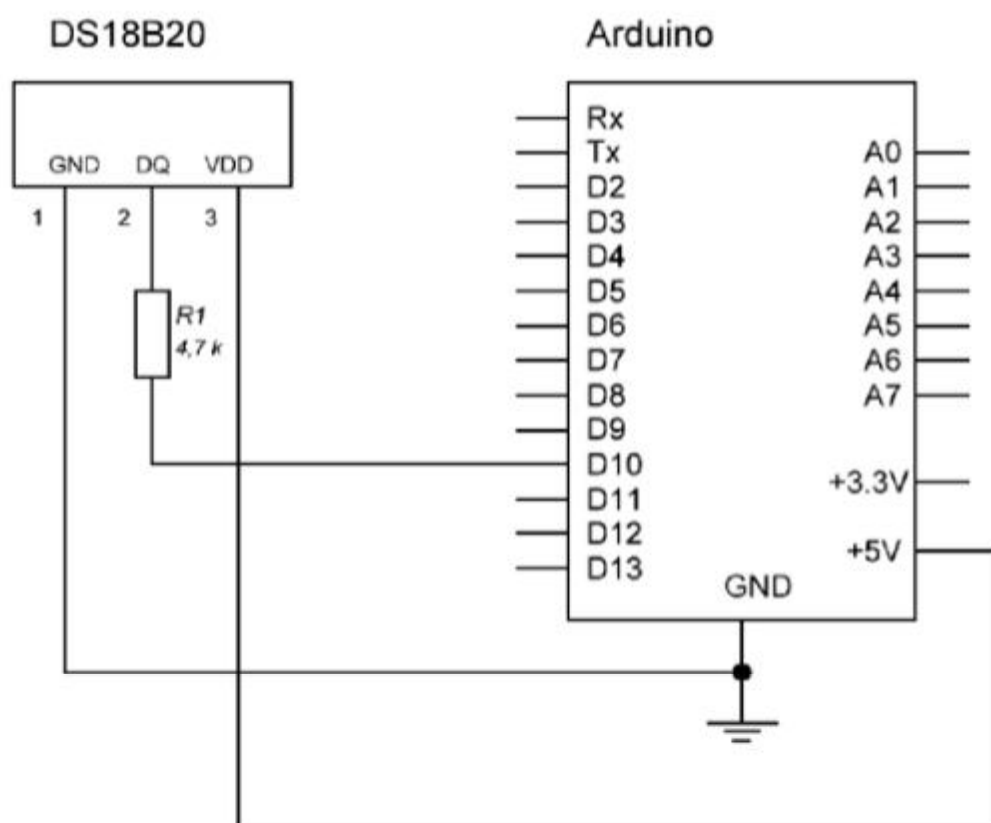 DS18B20
GND DQ VDD
1 2 3
R1
4,7 k
Arduino
Rx
Tx
D2
D3
D4
D5
D6
D7
D8
D9
D10
D11
D12
D13
A0
A1
A2
A3
A4
A5
A6
A7
+3.3V
+5V
GND